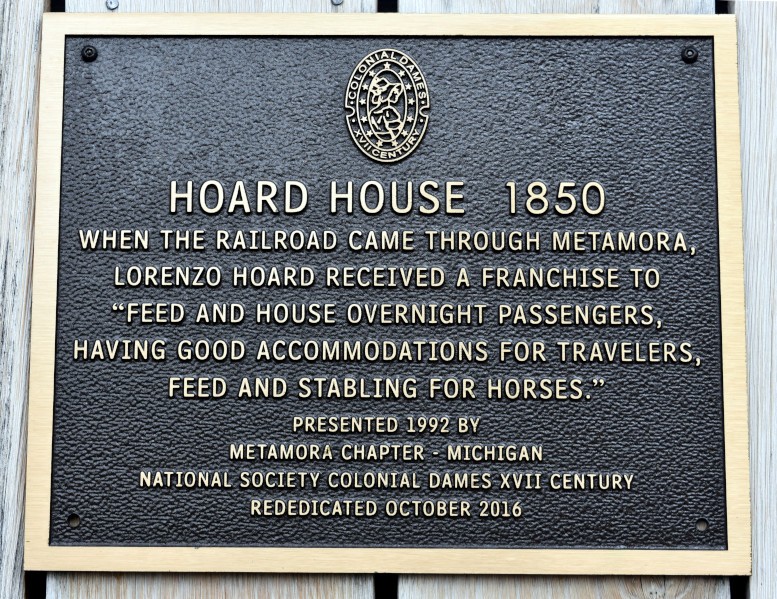 COLONIAL DAMES
XVII CENTURY
HOARD HOUSE 1850
WHEN THE RAILROAD CAME THROUGH METAMORA,
LORENZO HOARD RECEIVED A FRANCHISE TO
“FEED AND HOUSE OVERNIGHT PASSENGERS,
HAVING GOOD ACCOMMODATIONS FOR TRAVELERS,
FEED AND STABLING FOR HORSES.”
PRESENTED 1992 BY
METAMORA CHAPTER - MICHIGAN
NATIONAL SOCIETY COLONIAL DAMES XVII CENTURY
REDEDICATED OCTOBER 2016